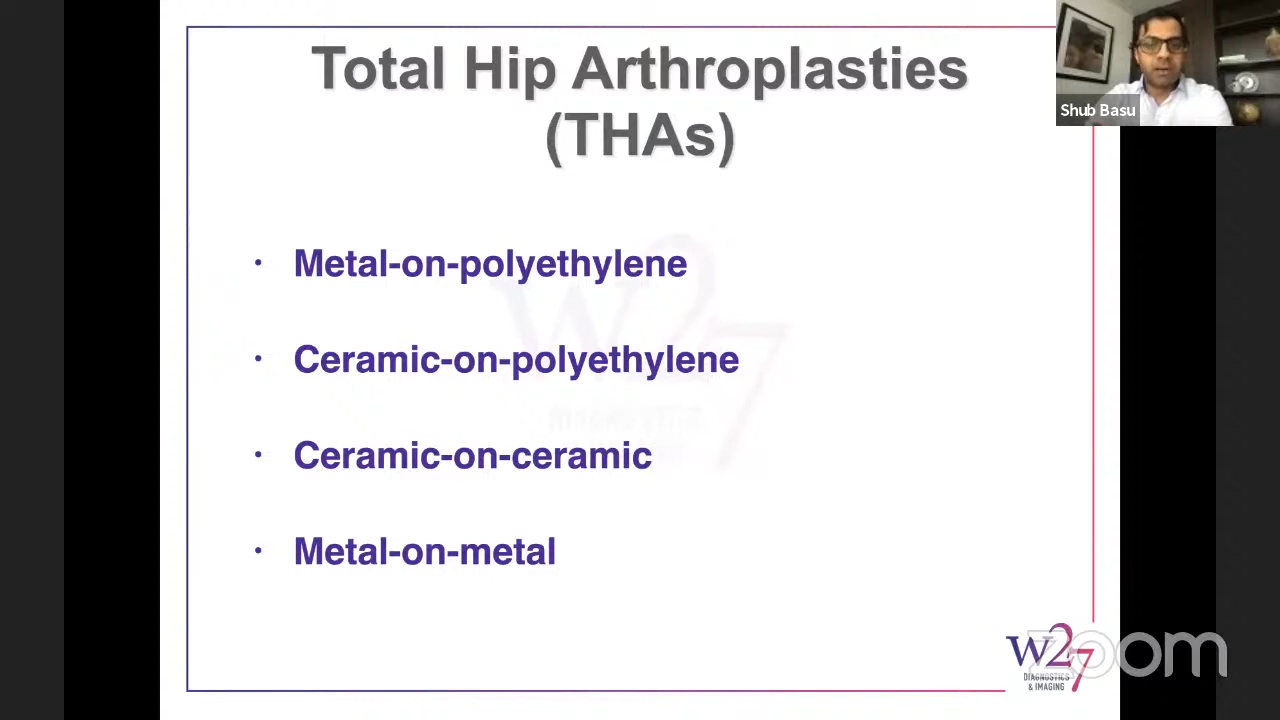 Total Hip Arthroplasties
(THAs)
Shub Basu
• Metal-on-polyethylene
• Ceramic-on-polyethylene
• Ceramic-on-ceramic
• Metal-on-metal
W27
DIAGNOSTICS
& IMAGING
zoom